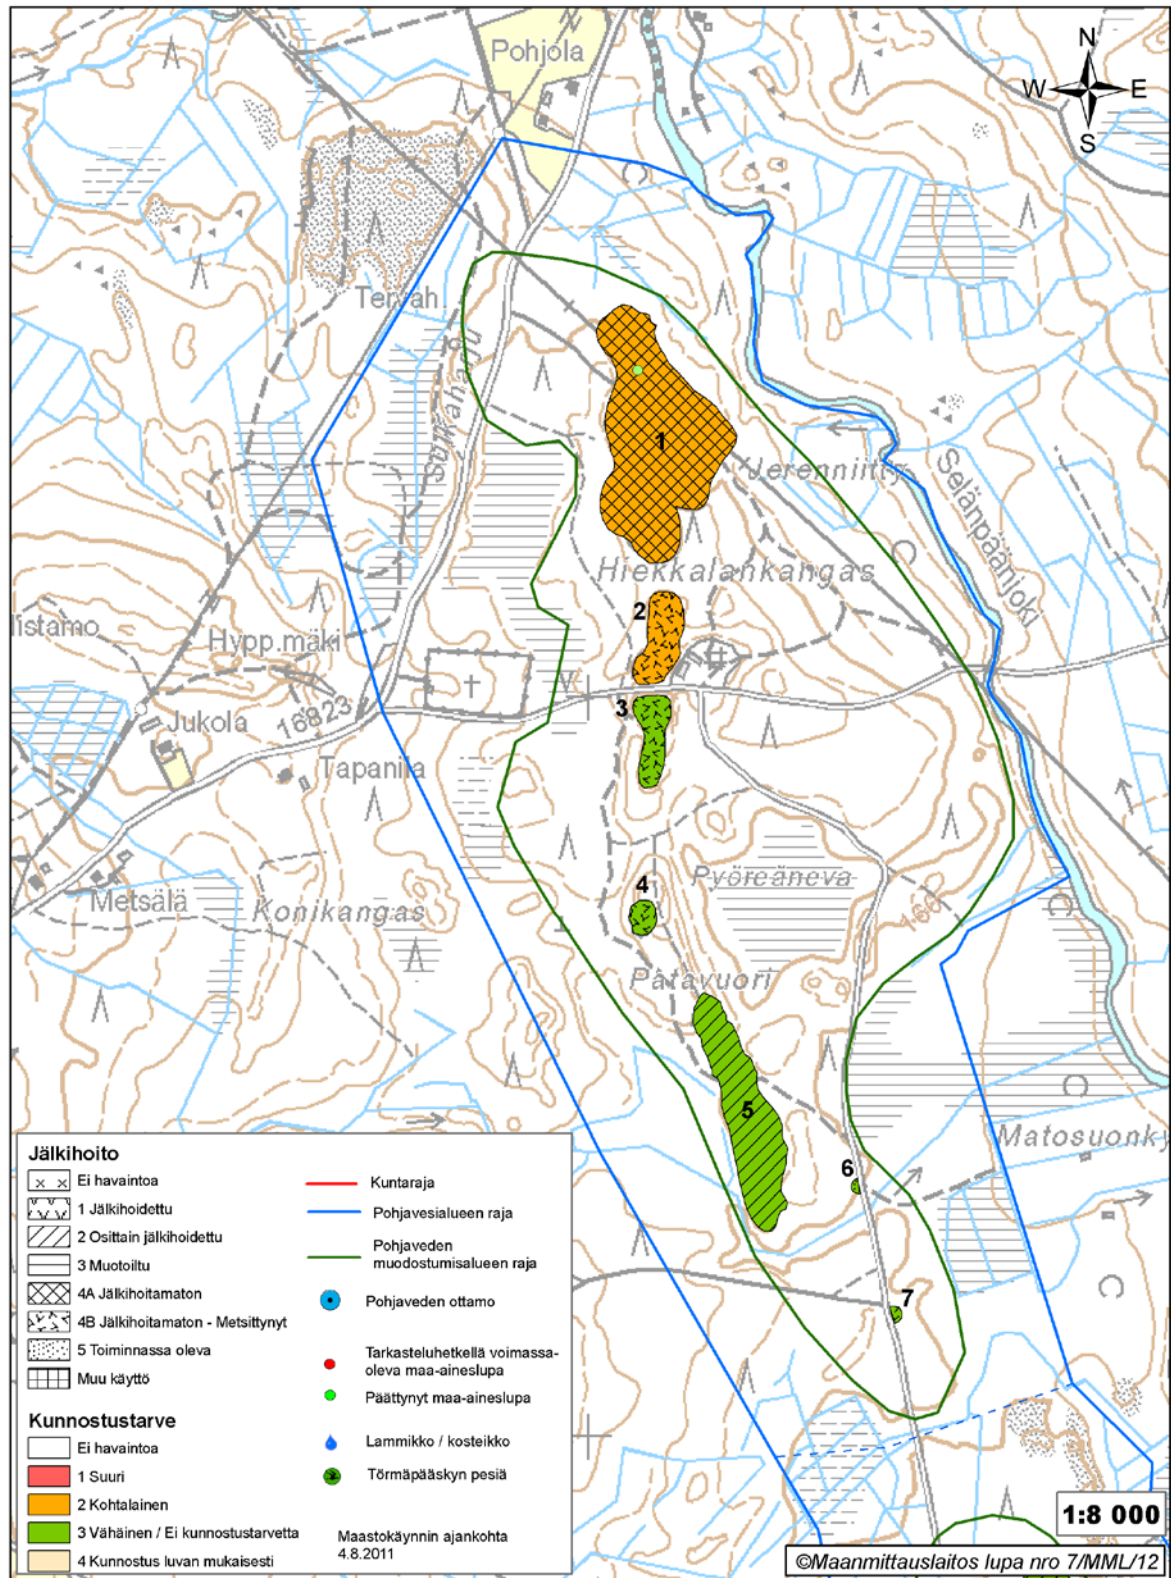 Pohjola
N
W E
S
Tervah.
Sulkaharju
1
Jerenniitty
Selänpäänjoki
Hiekkalankangas
2
listamo
Hypp.mäki
3
Jukola
16823
Tapanila
4
Pyöreäneva
Metsälä
Konikangas
166
Patavuori
5
Matosuonky
6
7
Jälkihoito
Ei havaintoa
1 Jälkihoidettu
2 Osittain jälkihoidettu
3 Muotoiltu
4A Jälkihoitamaton
4B Jälkihoitamaton - Metsittynyt
5 Toiminnassa oleva
Muu käyttö
Kunnostustarve
Ei havaintoa
1 Suuri
2 Kohtalainen
3 Vähäinen / Ei kunnostustarvetta
4 Kunnostus luvan mukaisesti
Kuntaraja
Pohjavesialueen raja
Pohjaveden
muodostumisalueen raja
Pohjaveden ottamo
Tarkasteluhetkellä voimassa-
oleva maa-aineslupa
Päättynyt maa-aineslupa
Lammikko / kosteikko
Törmäpääskyn pesiä
Maastokäynnin ajankohta
4.8.2011
1:8 000
©Maanmittauslaitos lupa nro 7/MML/12